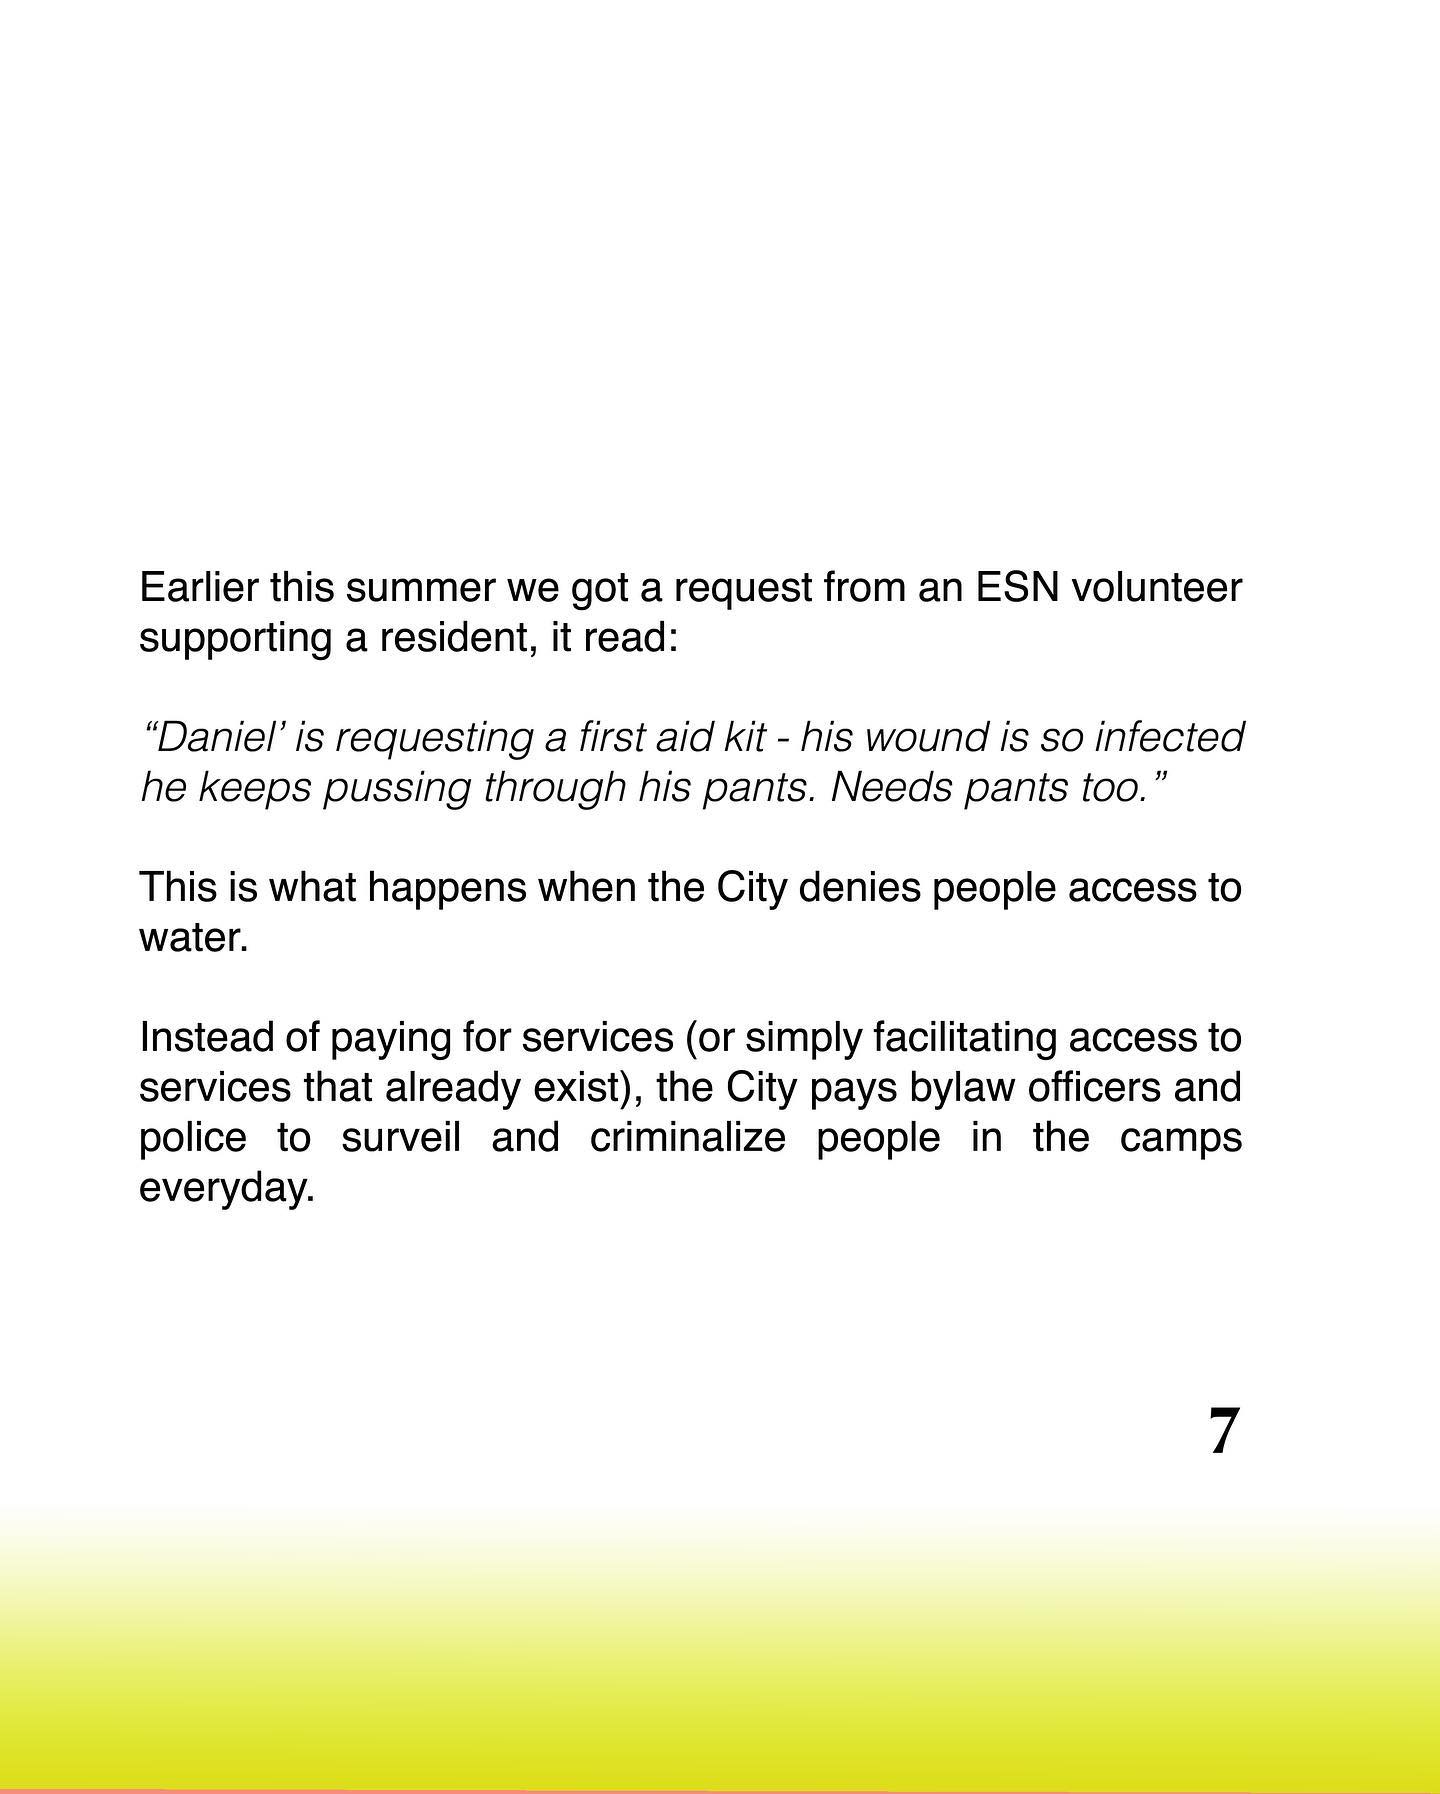 Earlier this summer we got a request from an ESN volunteer
supporting a resident, it read:
“Daniel’ is requesting a first aid kit - his wound is so infected
he keeps pussing through his pants. Needs pants too.”
This is what happens when the City denies people access to
water.
Instead of paying for services (or simply facilitating access to
services that already exist), the City pays bylaw officers and
police to surveil and criminalize people in the camps
everyday.
7